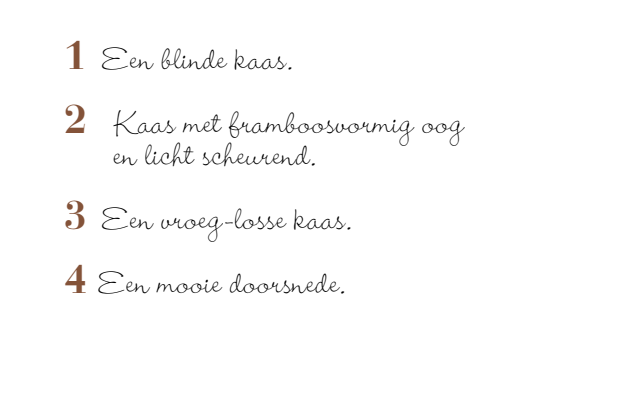 1 Een blinde kaas.
2 Kaas met framboosvormig oog
en licht scheurend.
3 Een vroeg-losse kaas.
4 Een mooie doorsnede.